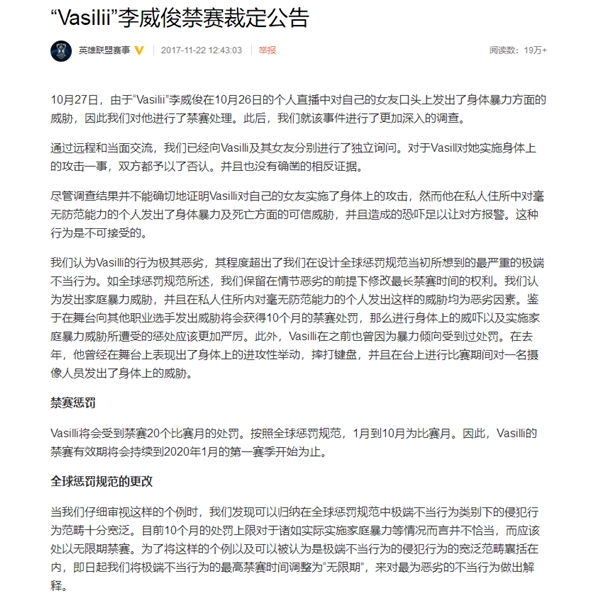 “Vasilii”李威俊禁赛裁定公告
英雄联盟赛事 2017-11-22 12:43:03 举报 阅读数：19万+
10月27日，由于“Vasilii”李威俊在10月26日的个人直播中对自己的女友口头上发出了身体暴力方面的
威胁，因此我们对他进行了禁赛处理。此后，我们就该事件进行了更加深入的调查。
通过远程和当面交流，我们已经向Vasilli及其女友分别进行了独立询问。对于Vasill对她实施身体上
的攻击一事，双方都予以了否认。并且也没有确凿的相反证据。
尽管调查结果并不能确切地证明Vasilli对自己的女友实施了身体上的攻击，然而他在私人住所中对毫
无防范能力的个人发出了身体暴力及死亡方面的可信威胁，并且造成的恐吓足以让对方报警。这种
行为是不可接受的。
我们认为Vasilli的行为极其恶劣，其程度超出了我们在设计全球惩罚规范当初所想到的最严重的极端
不当行为。如全球惩罚规范所述，我们保留在情节恶劣的前提下修改最长禁赛时间的权利。我们认
为发出家庭暴力威胁，并且在私人住所内对毫无防范能力的个人发出这样的威胁均为恶劣因素。鉴
于在舞台向其他职业选手发出威胁将会获得10个月的禁赛处罚，那么进行身体上的威吓以及实施家
庭暴力威胁所遭受的惩处应该更加严厉。此外，Vasilli在之前也曾因为暴力倾向受到过处罚。在去
年，他曾经在舞台上表现出了身体上的进攻性举动，摔打键盘，并且在台上进行比赛期间对一名摄
像人员发出了身体上的威胁。
禁赛惩罚
Vasilli将会受到禁赛20个比赛月的处罚。按照全球惩罚规范，1月到10月为比赛月。因此，Vasilli的
禁赛有效期将会持续到2020年1月的第一赛季开始为止。
全球惩罚规范的更改
当我们仔细审视这样的个例时，我们发现可以归纳在全球惩罚规范中极端不当行为类别下的侵犯行
为范畴十分宽泛。目前10个月的处罚上限对于诸如实际实施家庭暴力等情况而言并不恰当，而应该
处以无限期禁赛。为了将这样的个例以及可以被认为是极端不当行为的侵犯行为的宽泛范畴囊括在
内，即日起我们将极端不当行为的最高禁赛时间调整为“无限期”，来对最为恶劣的不当行为做出解
释。